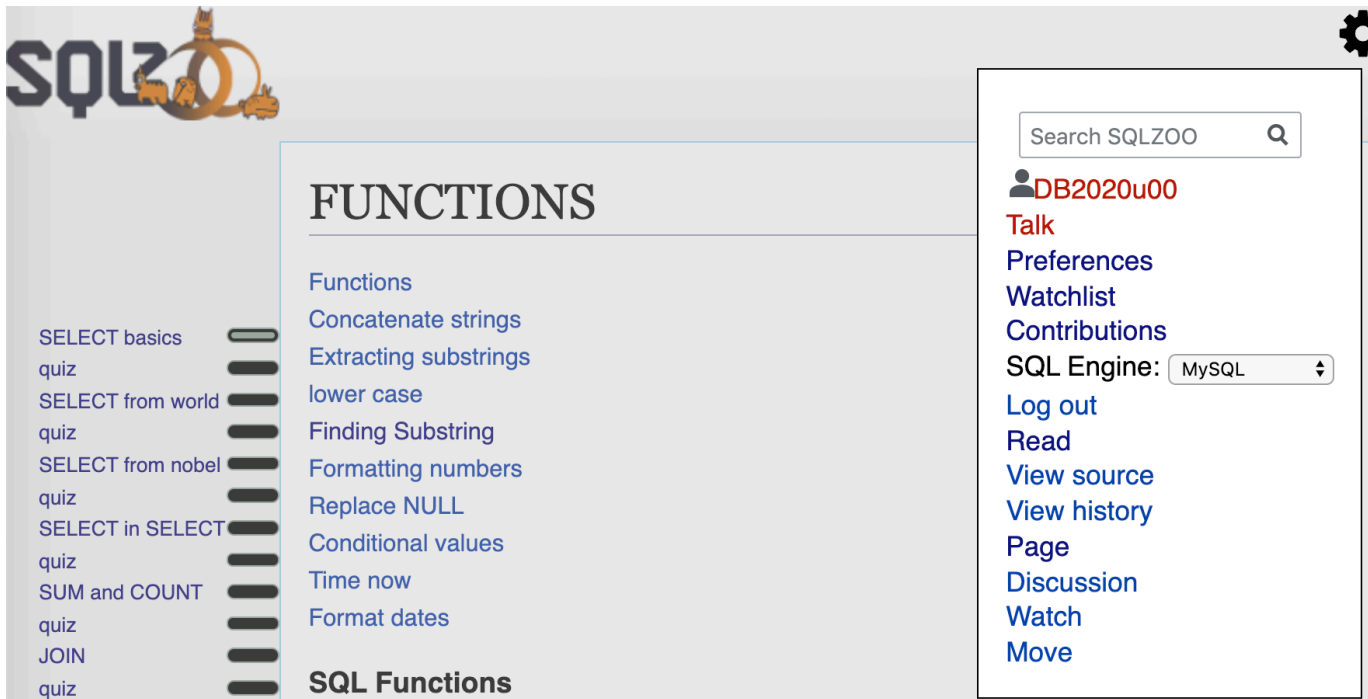 SQLZOO
FUNCTIONS
Functions
Concatenate strings
Extracting substrings
lower case
Finding Substring
Formatting numbers
Replace NULL
Conditional values
Time now
Format dates
SQL Functions
SELECT basics
quiz
SELECT from world
quiz
SELECT from nobel
quiz
SELECT in SELECT
quiz
SUM and COUNT
quiz
JOIN
quiz
Search SQLZOO
DB2020u00
Talk
Preferences
Watchlist
Contributions
SQL Engine: MySQL
Log out
Read
View source
View history
Page
Discussion
Watch
Move